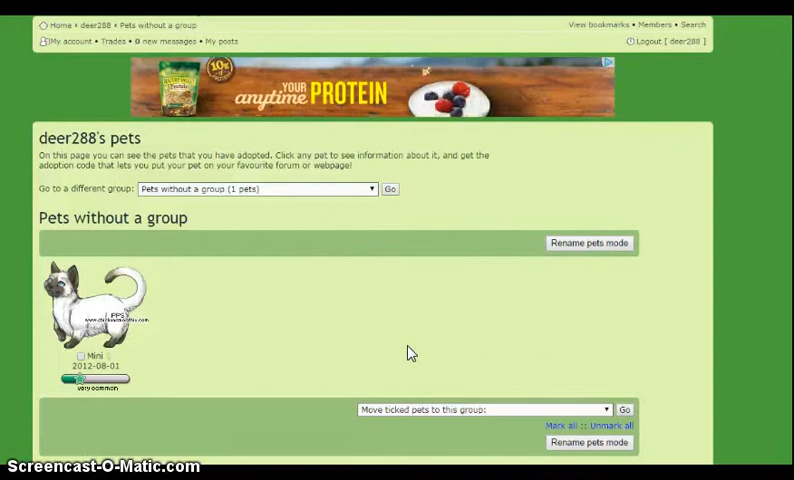 Home ‹ deer288 ‹ Pets without a group
View bookmarks • Members • Search
My account • Trades • 0 new messages • My posts
Logout [ deer288 ]
10g
YOUR
anytime PROTEIN
deer288's pets
On this page you can see the pets that you have adopted. Click any pet to see information about it, and get the
adoption code that lets you put your pet on your favourite forum or webpage!
Go to a different group: Pets without a group (1 pets) Go
Pets without a group
Rename pets mode
PPS
www.chickensmoothie.com
Mini
2012-08-01
very common
Move ticked pets to this group: Go
Mark all :: Unmark all
Rename pets mode
Screencast-O-Matic.com